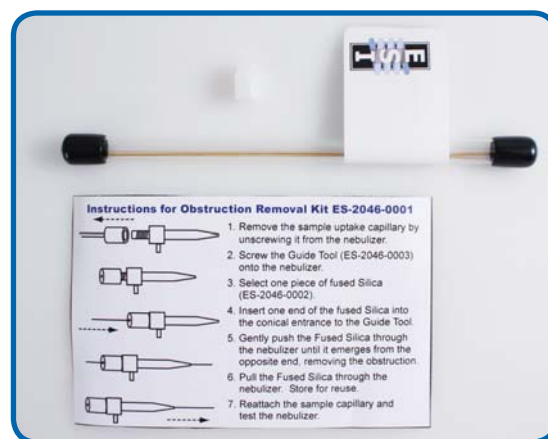 ESI
Instructions for Obstruction Removal Kit ES-2046-0001
1. Remove the sample uptake capillary by
unscrewing it from the nebulizer.
2. Screw the Guide Tool (ES-2046-0003)
onto the nebulizer.
3. Select one piece of fused Silica
(ES-2046-0002).
4. Insert one end of the fused Silica into
the conical entrance to the Guide Tool.
5. Gently push the Fused Silica through
the nebulizer until it emerges from the
opposite end, removing the obstruction.
6. Pull the Fused Silica through the
nebulizer. Store for reuse.
7. Reattach the sample capillary and
test the nebulizer.